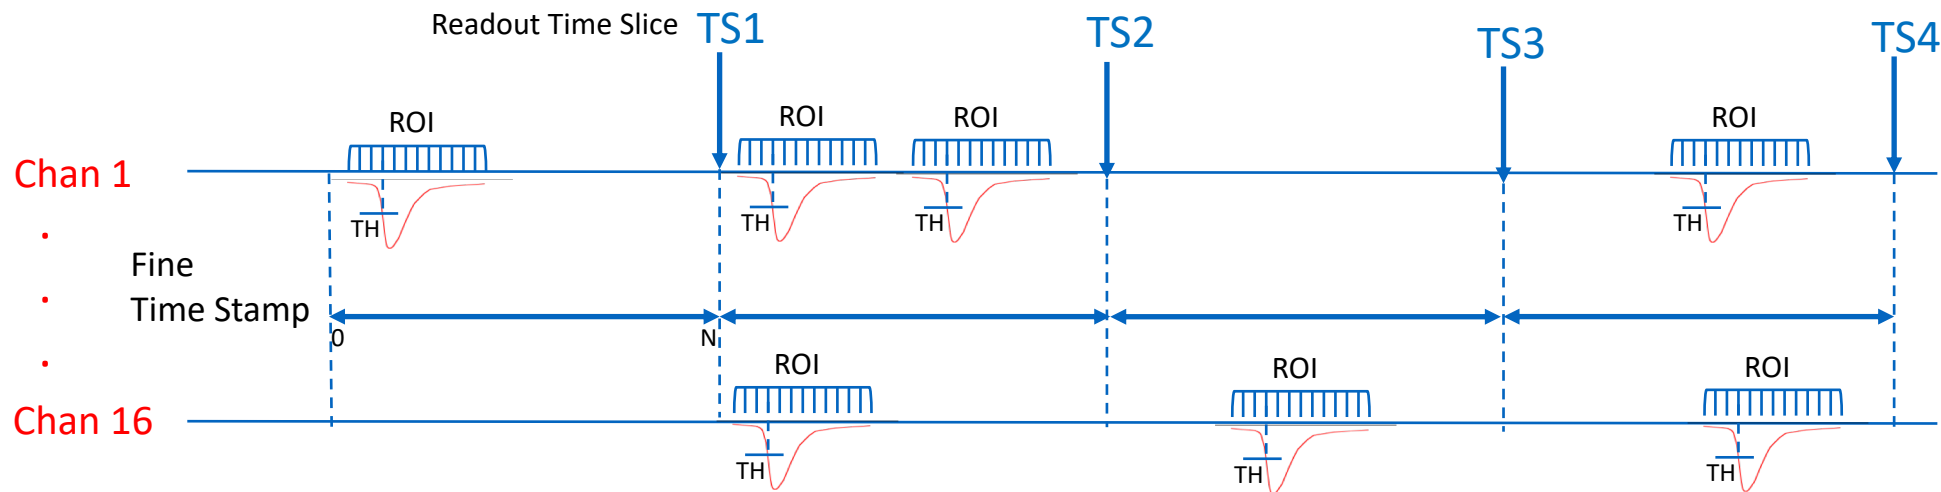 Readout Time Slice TS1 TS2 TS3 TS4
ROI ROI ROI ROI
Chan 1
TH TH TH TH
.
Fine
.
Time Stamp
0 N
.
ROI ROI ROI
Chan 16
TH TH TH